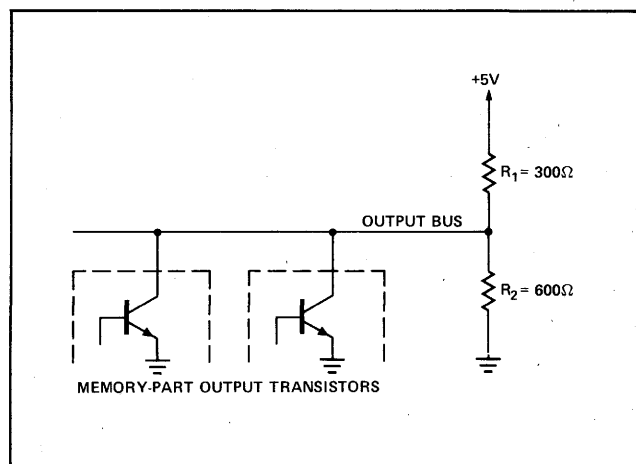 +5V
R₁ = 300Ω
OUTPUT BUS
R₂ = 600Ω
MEMORY-PART OUTPUT TRANSISTORS